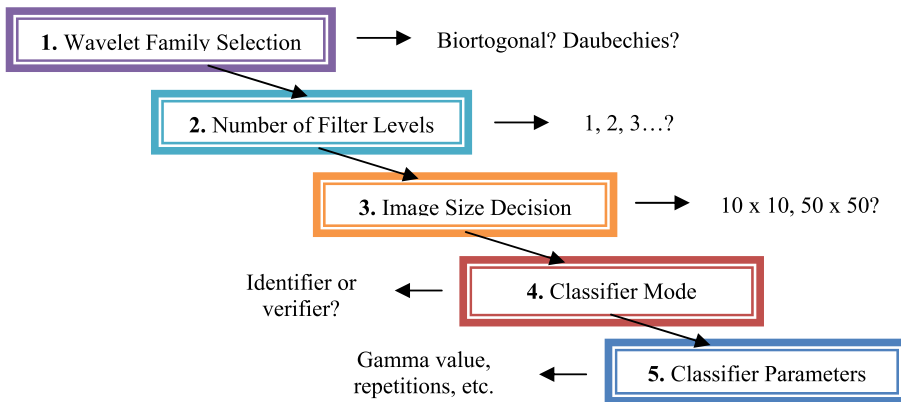 1. Wavelet Family Selection
Biortogonal? Daubechies?
2. Number of Filter Levels
1, 2, 3…?
3. Image Size Decision
10 x 10, 50 x 50?
Identifier or
verifier?
4. Classifier Mode
Gamma value,
repetitions, etc.
5. Classifier Parameters